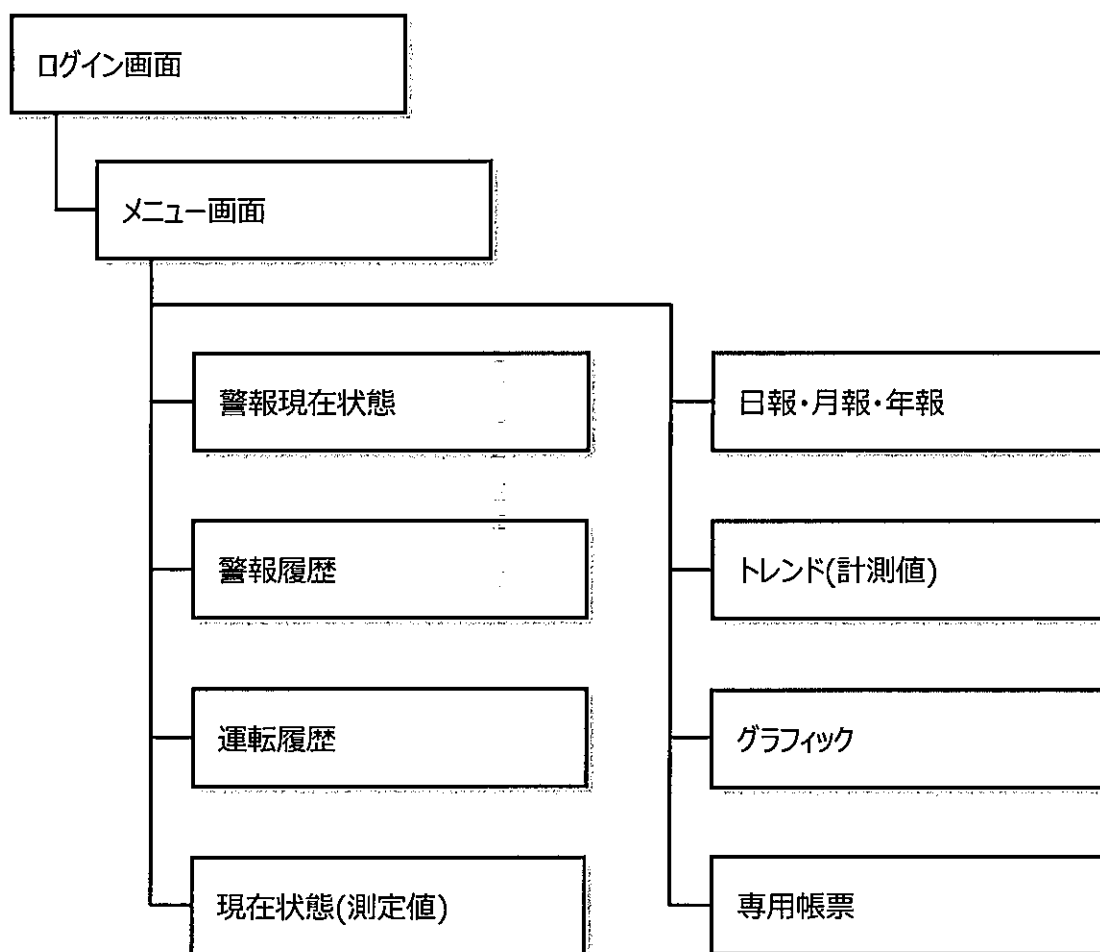 ログイン画面
メニュー画面
警報現在状態
警報履歴
運転履歴
現在状態(測定値)
日報・月報・年報
トレンド(計測値)
グラフィック
専用帳票